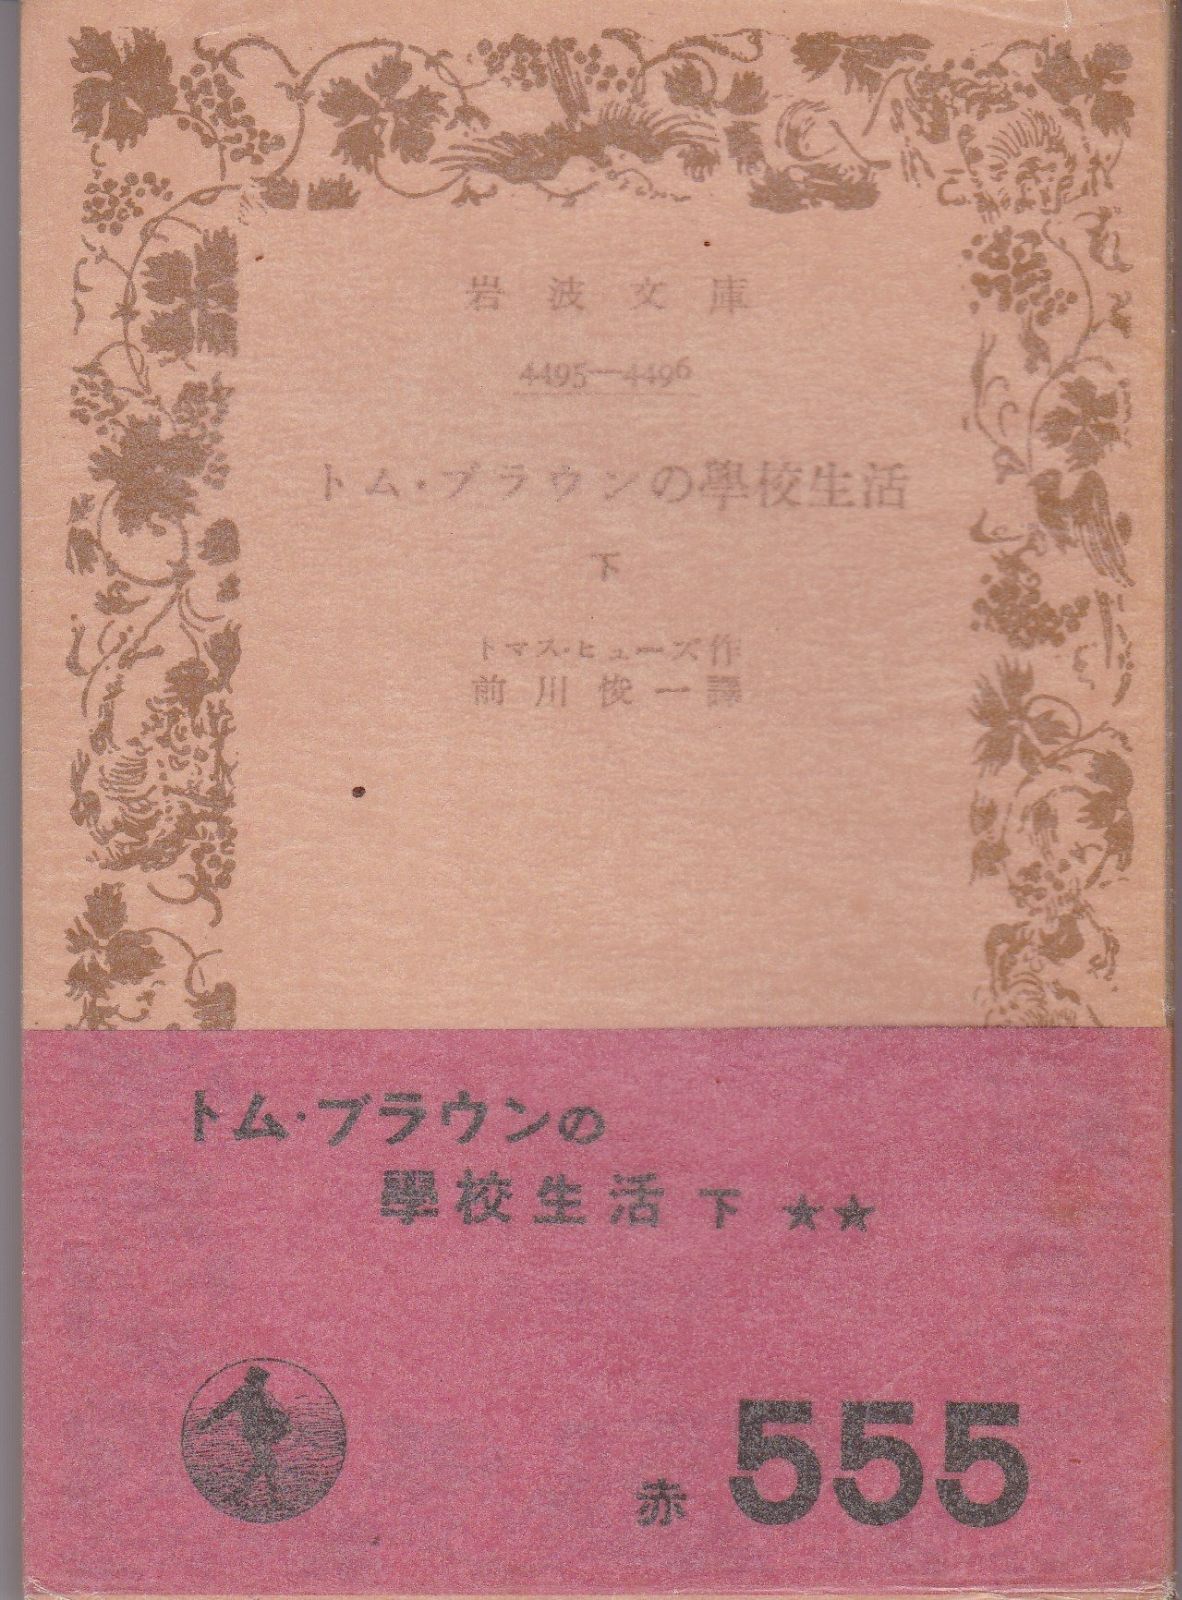 岩波文庫
4495—4496
トム・ブラウンの學校生活
下
トマス・ヒューズ作
前川俊一譯
トム・ブラウンの
學校生活 下 ★★
赤 555